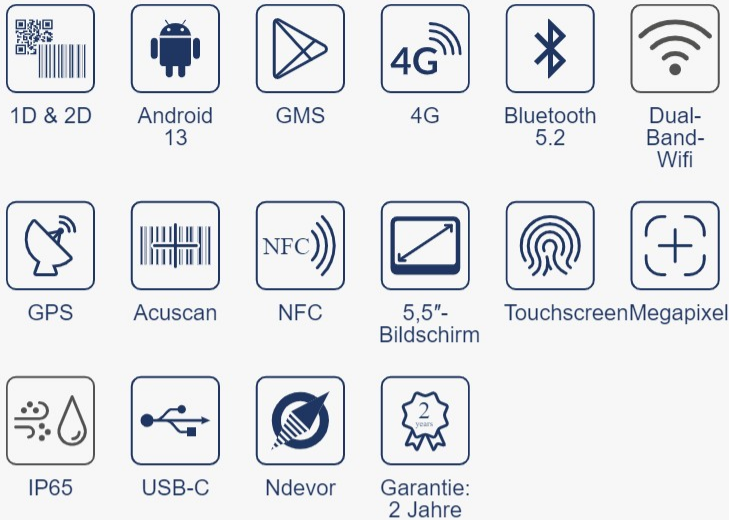 4G
1D & 2D
Android
13
GMS
4G
Bluetooth
5.2
Dual-
Band-
Wifi
NFC
GPS
Acuscan
NFC
5,5″-
Bildschirm
Touchscreen
Megapixel
2
years
IP65
USB-C
Ndevor
Garantie:
2 Jahre